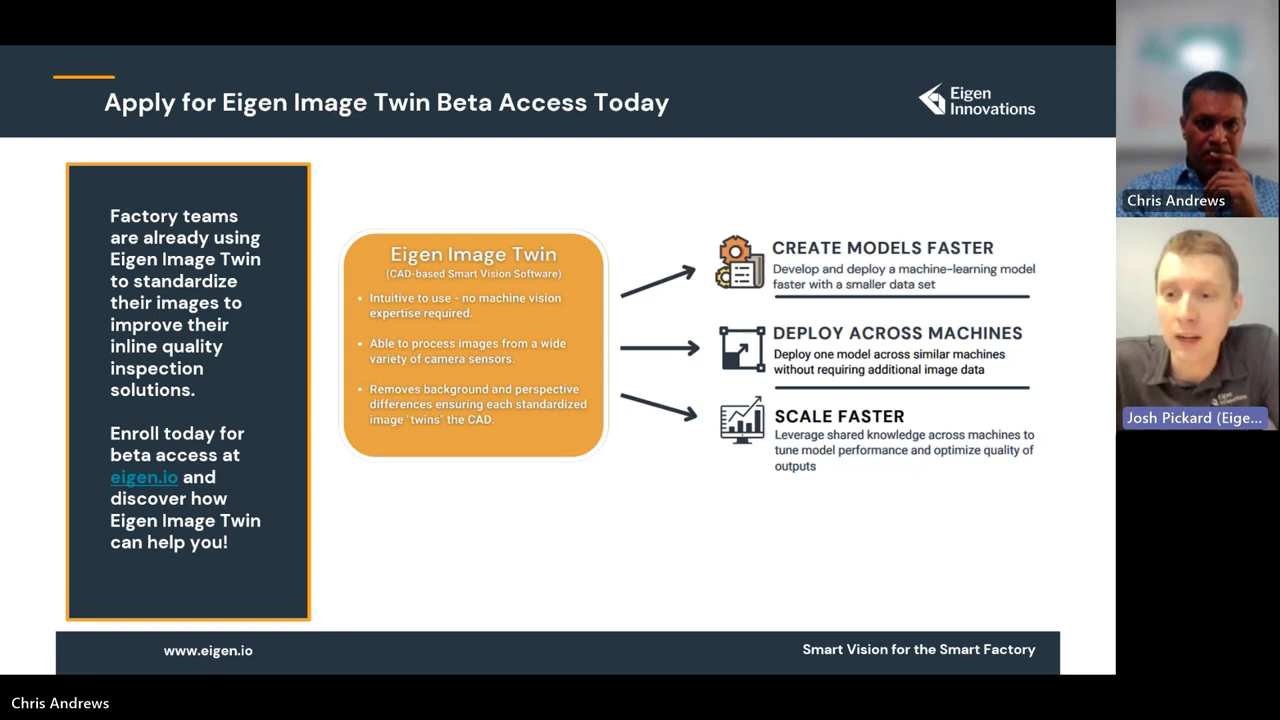 Apply for Eigen Image Twin Beta Access Today
Eigen
Innovations
Factory teams
are already using
Eigen Image Twin
to standardize
their images to
improve their
inline quality
inspection
solutions.
Enroll today for
beta access at
eigen.io and
discover how
Eigen Image Twin
can help you!
Eigen Image Twin
(CAD-based Smart Vision Software)
• Intuitive to use - no machine vision
expertise required.
• Able to process images from a wide
variety of camera sensors.
• Removes background and perspective
differences ensuring each standardized
image "twins" the CAD.
CREATE MODELS FASTER
Develop and deploy a machine-learning model
faster with a smaller data set
DEPLOY ACROSS MACHINES
Deploy one model across similar machines
without requiring additional image data
SCALE FASTER
Leverage shared knowledge across machines to
tune model performance and optimize quality of
outputs
www.eigen.io
Smart Vision for the Smart Factory
Chris Andrews
Eigen
Innovations
Josh Pickard (Eige...
Chris Andrews